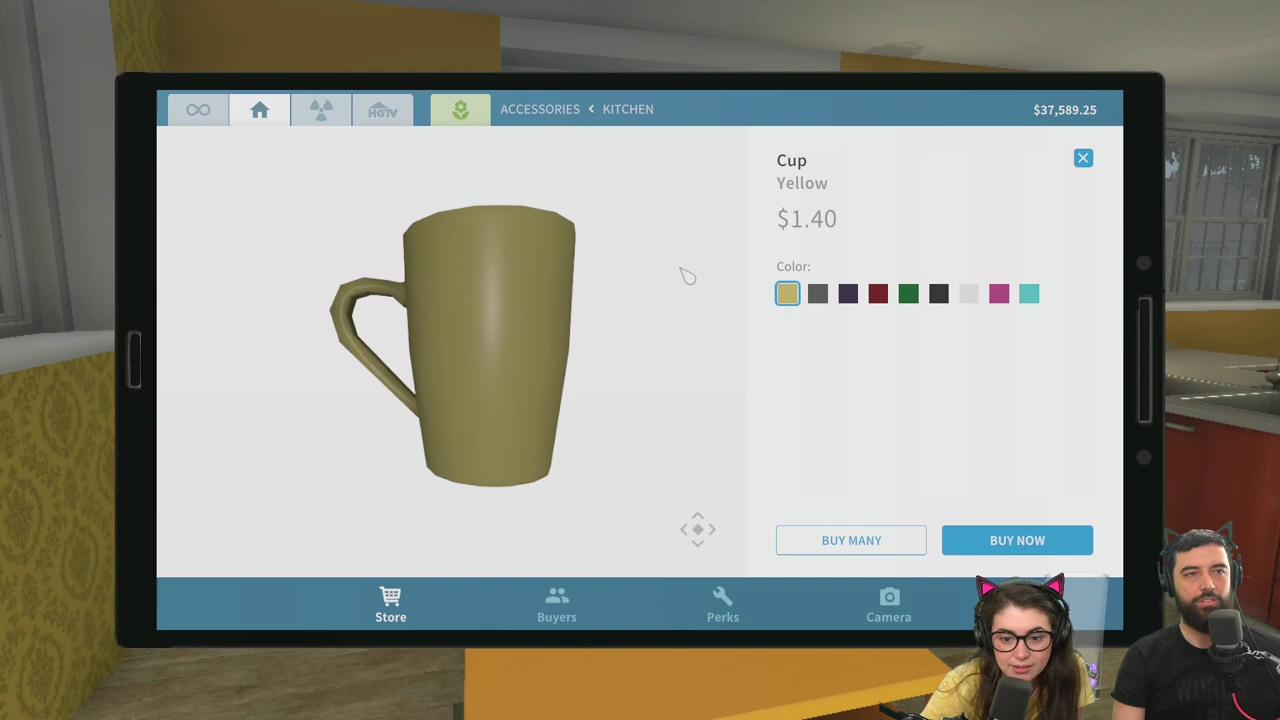 HGTV
ACCESSORIES < KITCHEN
$37,589.25
Cup
Yellow
$1.40
Color:
BUY MANY
BUY NOW
Store
Buyers
Perks
Camera